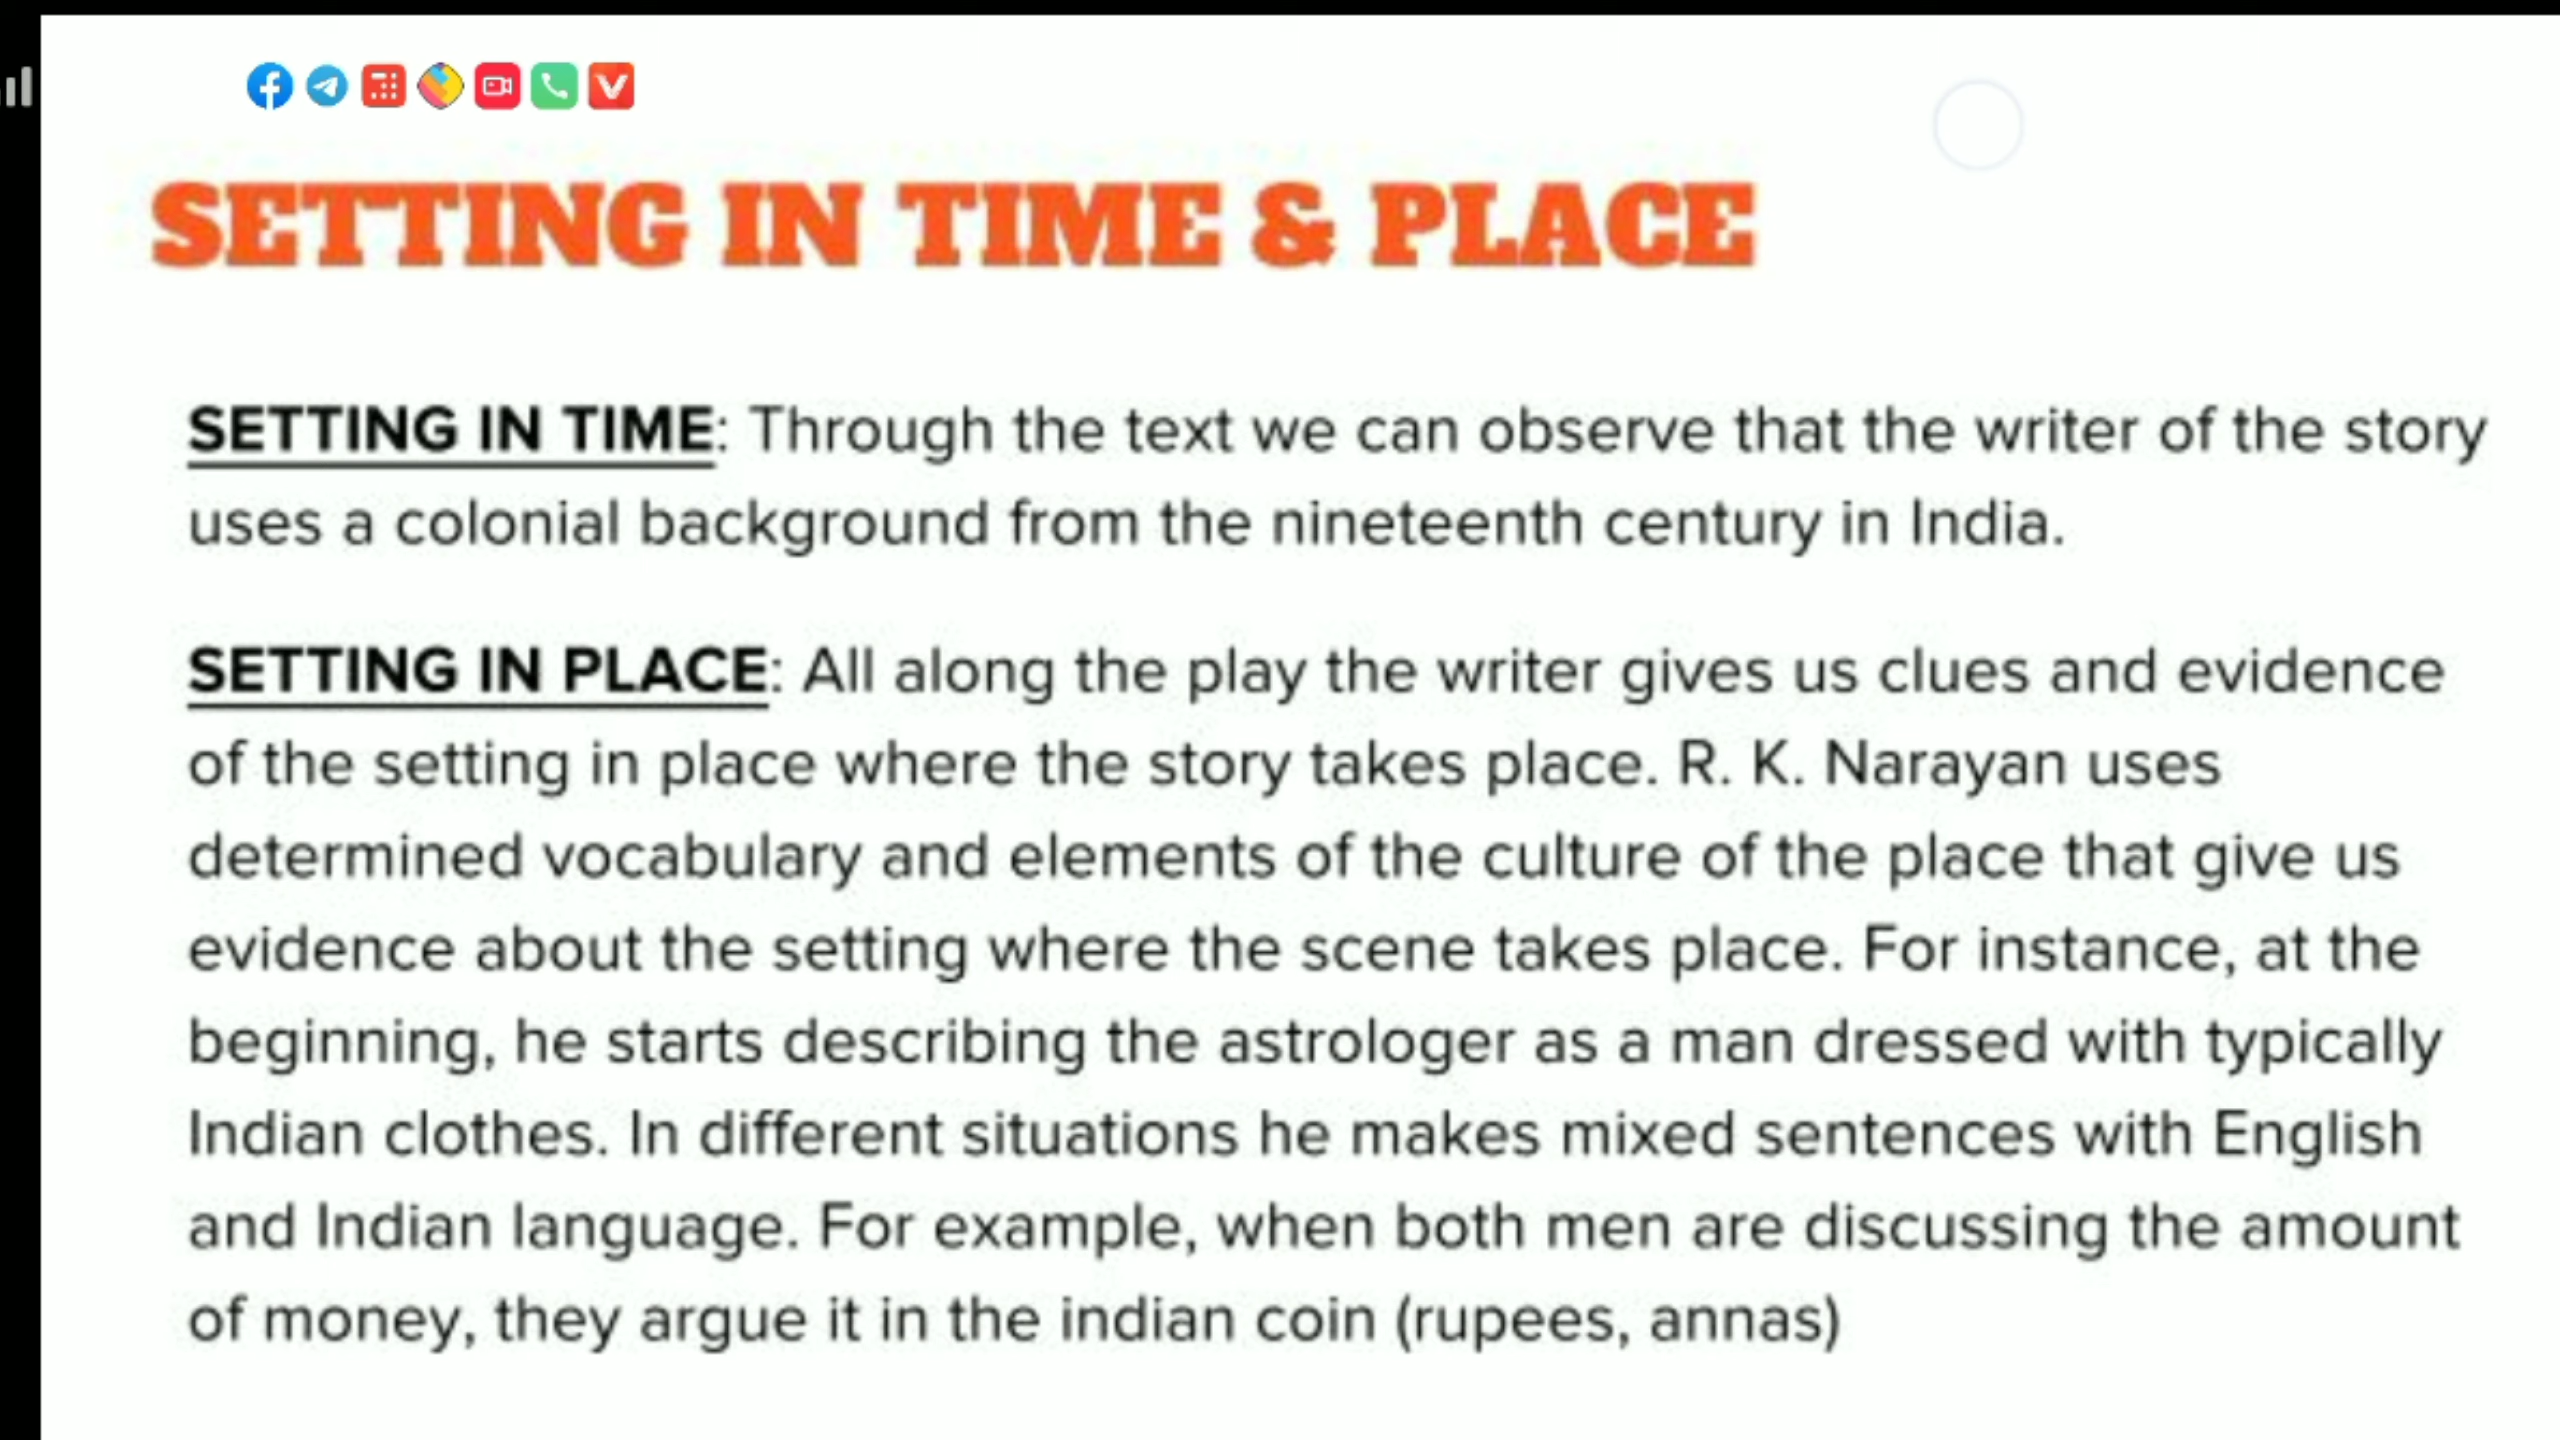 SETTING IN TIME & PLACE
SETTING IN TIME: Through the text we can observe that the writer of the story
uses a colonial background from the nineteenth century in India.
SETTING IN PLACE: All along the play the writer gives us clues and evidence
of the setting in place where the story takes place. R. K. Narayan uses
determined vocabulary and elements of the culture of the place that give us
evidence about the setting where the scene takes place. For instance, at the
beginning, he starts describing the astrologer as a man dressed with typically
Indian clothes. In different situations he makes mixed sentences with English
and Indian language. For example, when both men are discussing the amount
of money, they argue it in the indian coin (rupees, annas)